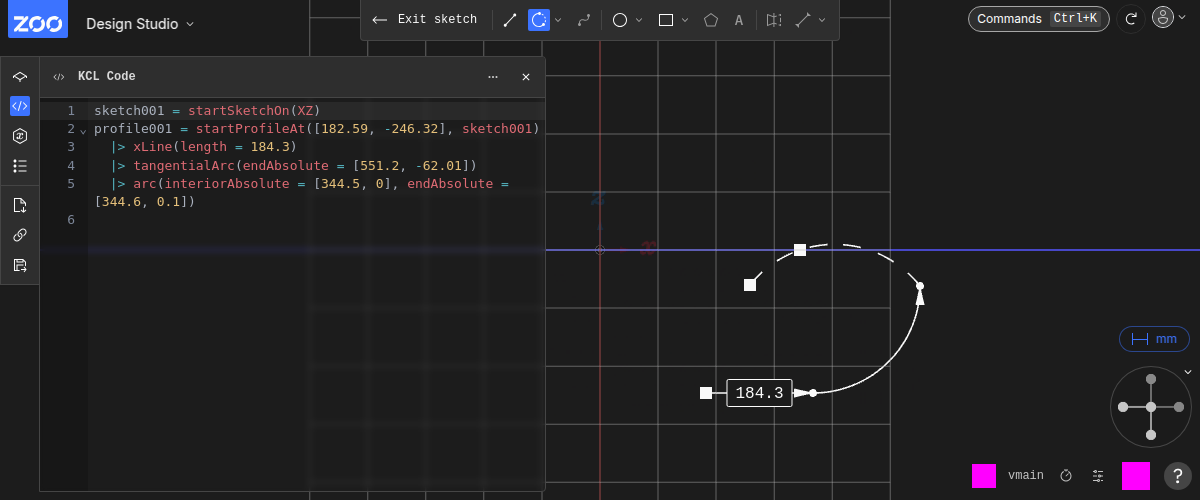 ZOO
Design Studio
Exit sketch
A
Commands Ctrl+K
KCL Code
1 sketch001 = startSketchOn(XZ)
2 profile001 = startProfileAt([182.59, -246.32], sketch001)
3 |> xLine(length = 184.3)
4 |> tangentialArc(endAbsolute = [551.2, -62.01])
5 |> arc(interiorAbsolute = [344.5, 0], endAbsolute =
[344.6, 0.1])
6
z
x
184.3
mm
vmain
?